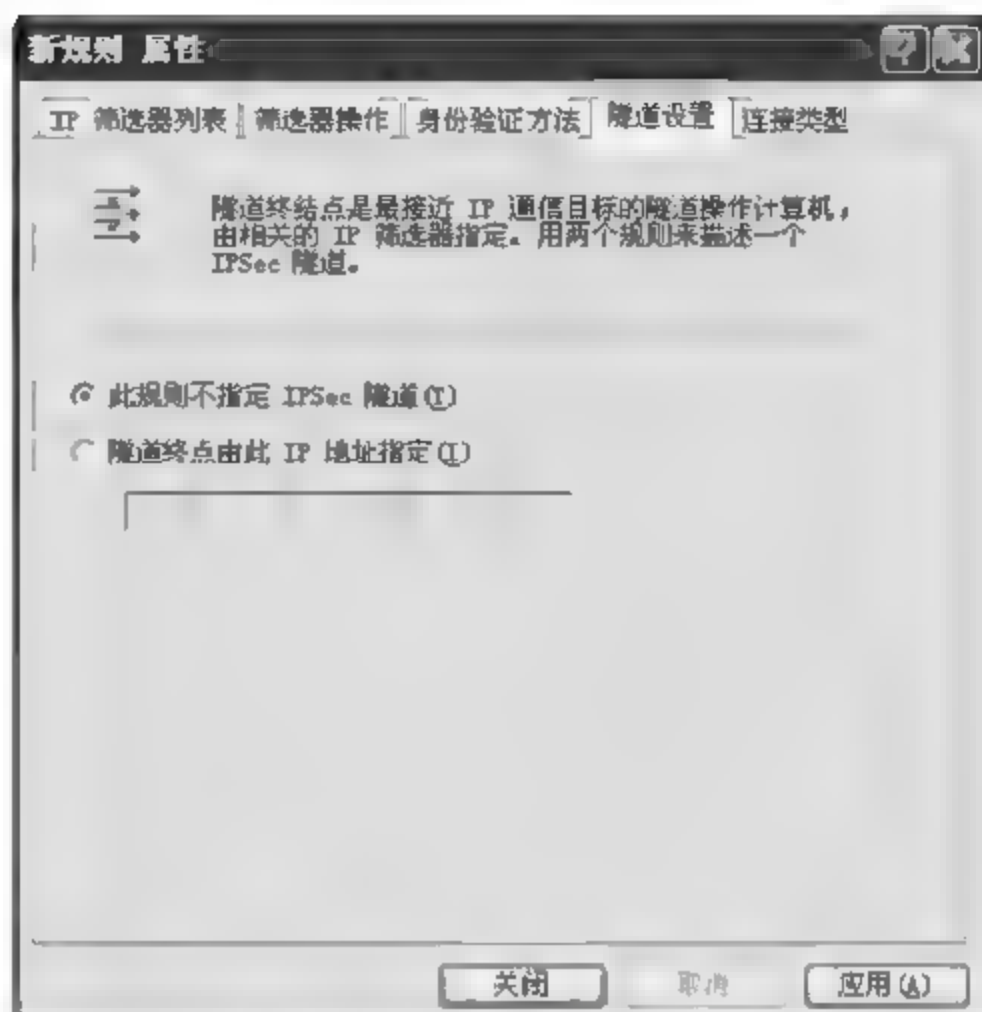 新规则 属性
IP 筛选器列表 筛选器操作 身份验证方法 隧道设置 连接类型
隧道终结点是最接近 IP 通信目标的隧道操作计算机，
由相关的 IP 筛选器指定。用两个规则来描述一个
IPSec 隧道。
此规则不指定 IPSec 隧道(T)
隧道终点由此 IP 地址指定(I)
关闭 取消 应用(A)